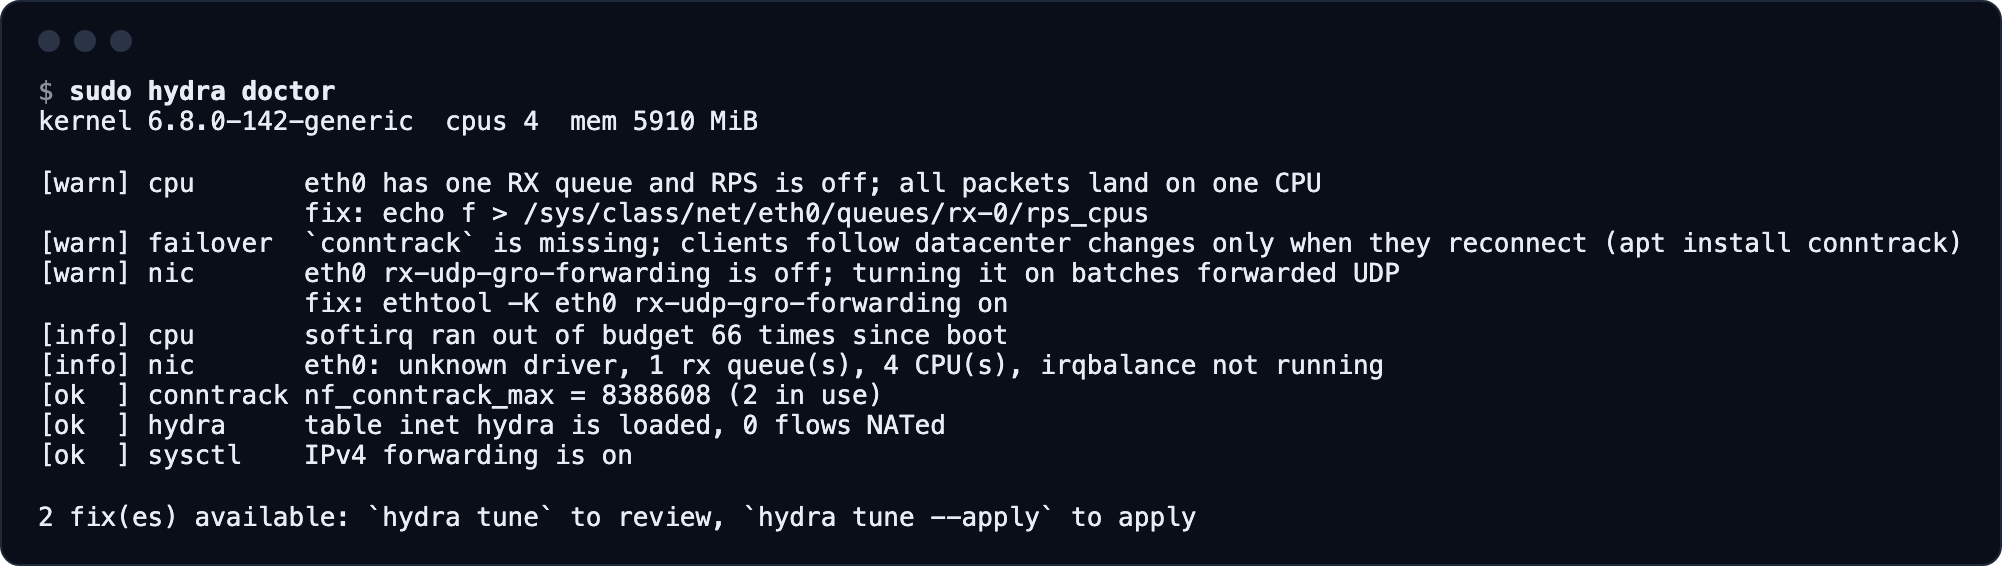 $ sudo hydra doctor
kernel 6.8.0-142-generic  cpus 4  mem 5910 MiB

[warn] cpu       eth0 has one RX queue and RPS is off; all packets land on one CPU
                 fix: echo f > /sys/class/net/eth0/queues/rx-0/rps_cpus
[warn] failover  `conntrack` is missing; clients follow datacenter changes only when they reconnect (apt install conntrack)
[warn] nic       eth0 rx-udp-gro-forwarding is off; turning it on batches forwarded UDP
                 fix: ethtool -K eth0 rx-udp-gro-forwarding on
[info] cpu       softirq ran out of budget 66 times since boot
[info] nic       eth0: unknown driver, 1 rx queue(s), 4 CPU(s), irqbalance not running
[ok  ] conntrack nf_conntrack_max = 8388608 (2 in use)
[ok  ] hydra     table inet hydra is loaded, 0 flows NATed
[ok  ] sysctl    IPv4 forwarding is on

2 fix(es) available: `hydra tune` to review, `hydra tune --apply` to apply